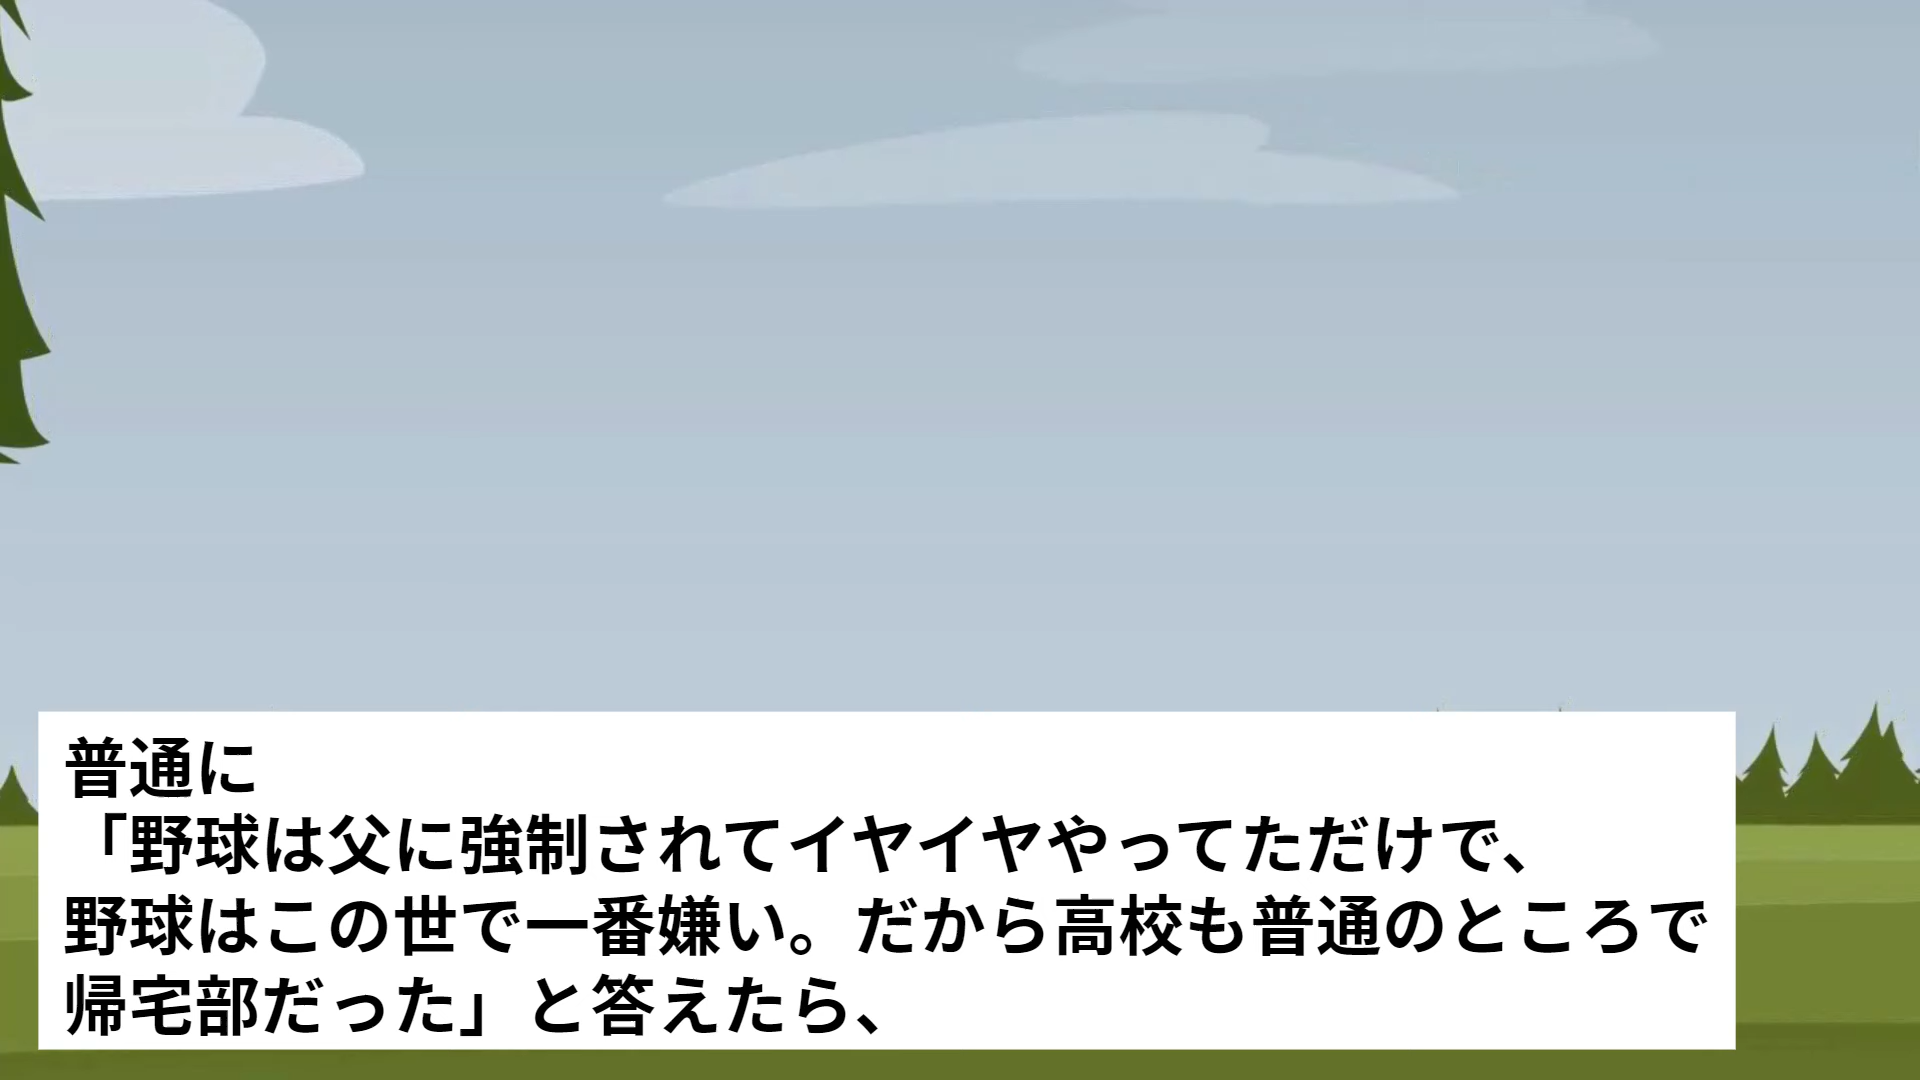 普通に
「野球は父に強制されてイヤイヤやってただけで、
野球はこの世で一番嫌い。だから高校も普通のところで
帰宅部だった」と答えたら、